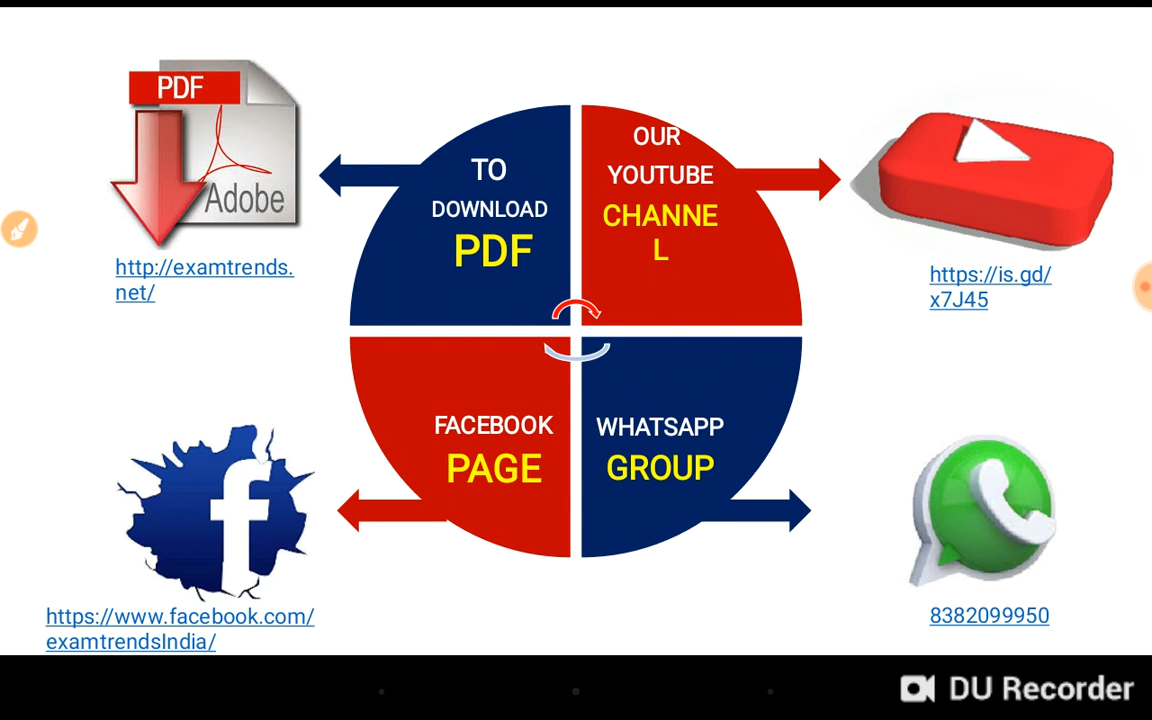 PDF
Adobe
http://examtrends.
net/
TO
DOWNLOAD
PDF
OUR
YOUTUBE
CHANNE
L
https://is.gd/
x7J45
FACEBOOK
PAGE
https://www.facebook.com/
examtrendsIndia/
WHATSAPP
GROUP
8382099950
DU Recorder